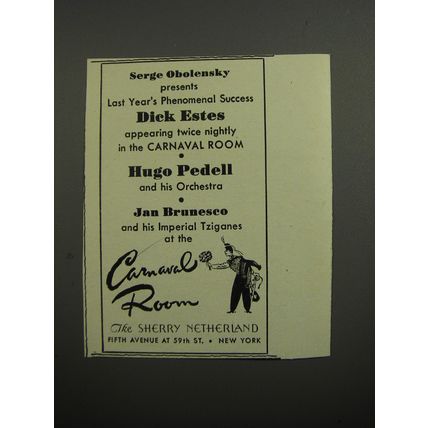 Serge Obolensky
presents
Last Year's Phenomenal Success
Dick Estes
appearing twice nightly
in the CARNAVAL ROOM
•
Hugo Pedell
and his Orchestra
•
Jan Brunesco
and his Imperial Tziganes
at the
Carnaval
Room
The SHERRY NETHERLAND
FIFTH AVENUE AT 59th ST. • NEW YORK